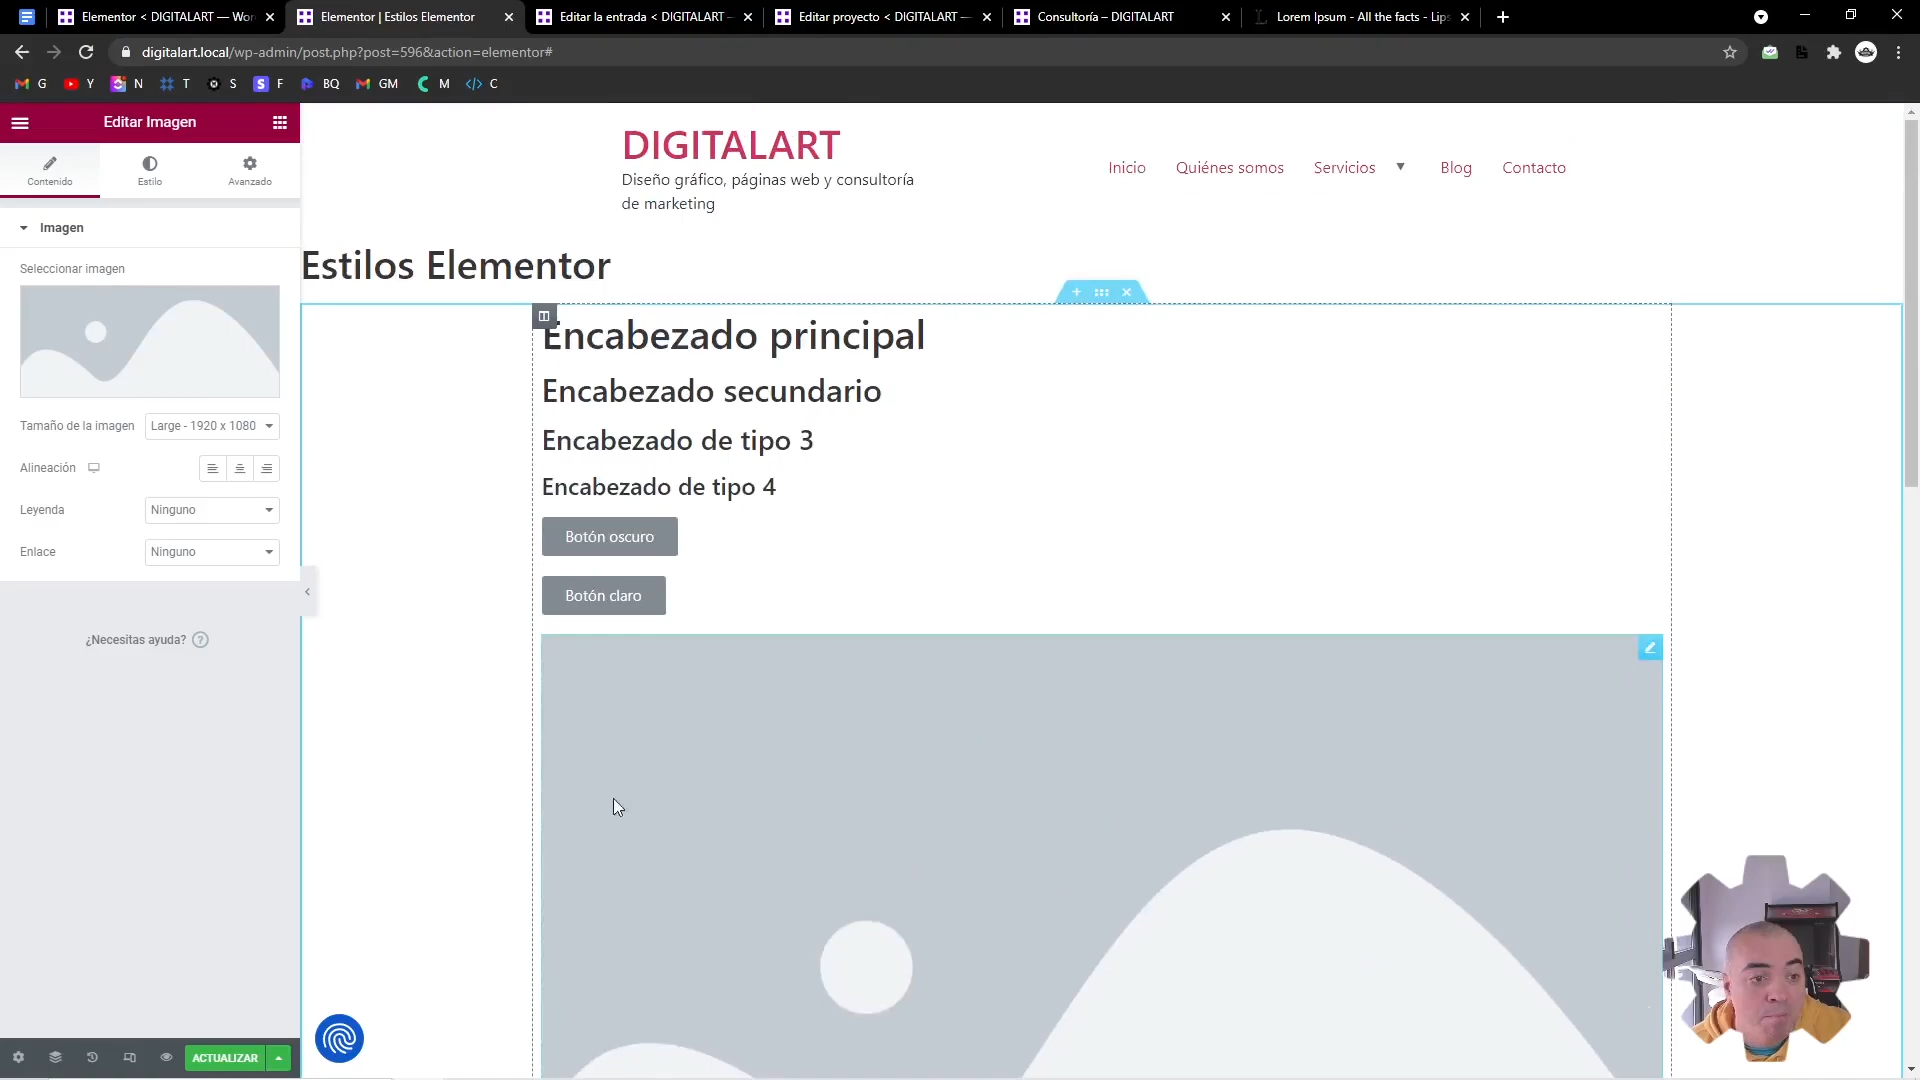 Elementor < DIGITALART — Wor
Elementor | Estilos Elementor
Editar la entrada < DIGITALART —
Editar proyecto < DIGITALART —
Consultoría – DIGITALART
Lorem Ipsum - All the facts - Lips
digitalart.local/wp-admin/post.php?post=596&action=elementor#
G
Y
N
T
S
F
BQ
GM
M
C
Editar Imagen
Contenido
Estilo
Avanzado
Imagen
Seleccionar imagen
Tamaño de la imagen
Large - 1920 x 1080
Alineación
Leyenda
Ninguno
Enlace
Ninguno
¿Necesitas ayuda? ?
ACTUALIZAR
DIGITALART
Diseño gráfico, páginas web y consultoría
de marketing
Inicio
Quiénes somos
Servicios
Blog
Contacto
Estilos Elementor
Encabezado principal
Encabezado secundario
Encabezado de tipo 3
Encabezado de tipo 4
Botón oscuro
Botón claro